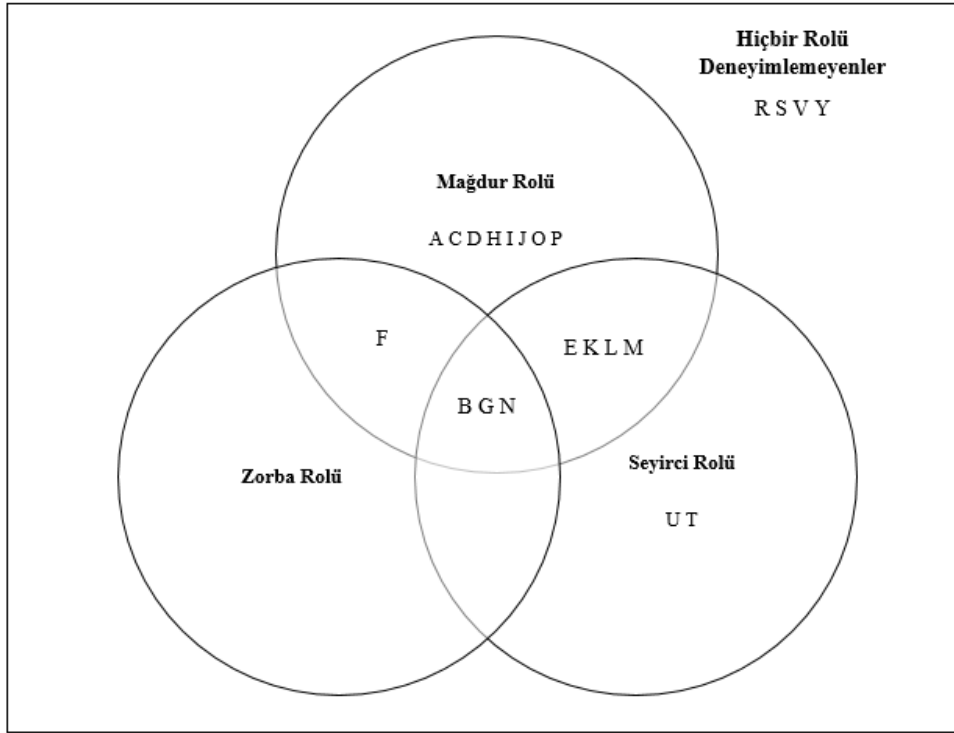 Hiçbir Rolü
Deneyimlemeyenler
R S V Y
Mağdur Rolü
A C D H I J O P
F
E K L M
B G N
Zorba Rolü
Seyirci Rolü
U T